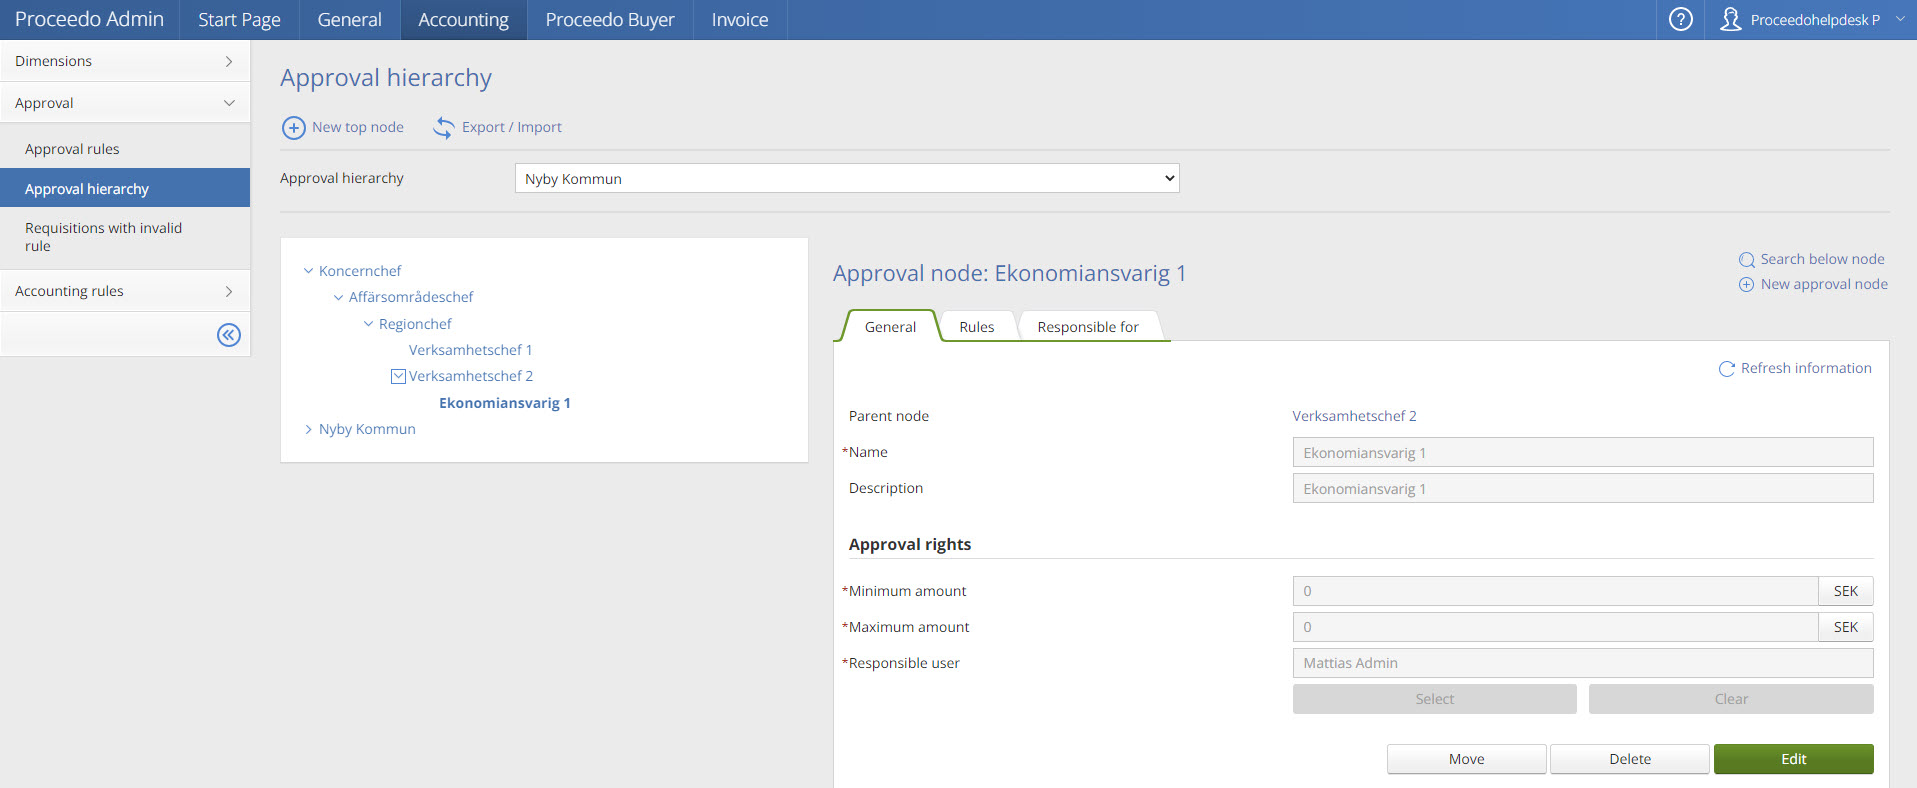 Proceedo Admin Start Page General Accounting Proceedo Buyer Invoice ? Proceedohelpdesk P
Dimensions
Approval
Approval rules
Approval hierarchy
Requisitions with invalid
rule
Accounting rules
Approval hierarchy
New top node Export / Import
Approval hierarchy Nyby Kommun
Koncernchef
Affärsområdeschef
Regionchef
Verksamhetschef 1
Verksamhetschef 2
Ekonomiansvarig 1
Nyby Kommun
Approval node: Ekonomiansvarig 1
Search below node
New approval node
General Rules Responsible for
Refresh information
Parent node Verksamhetschef 2
*Name Ekonomiansvarig 1
Description Ekonomiansvarig 1
Approval rights
*Minimum amount 0 SEK
*Maximum amount 0 SEK
*Responsible user Mattias Admin
Select Clear
Move Delete Edit